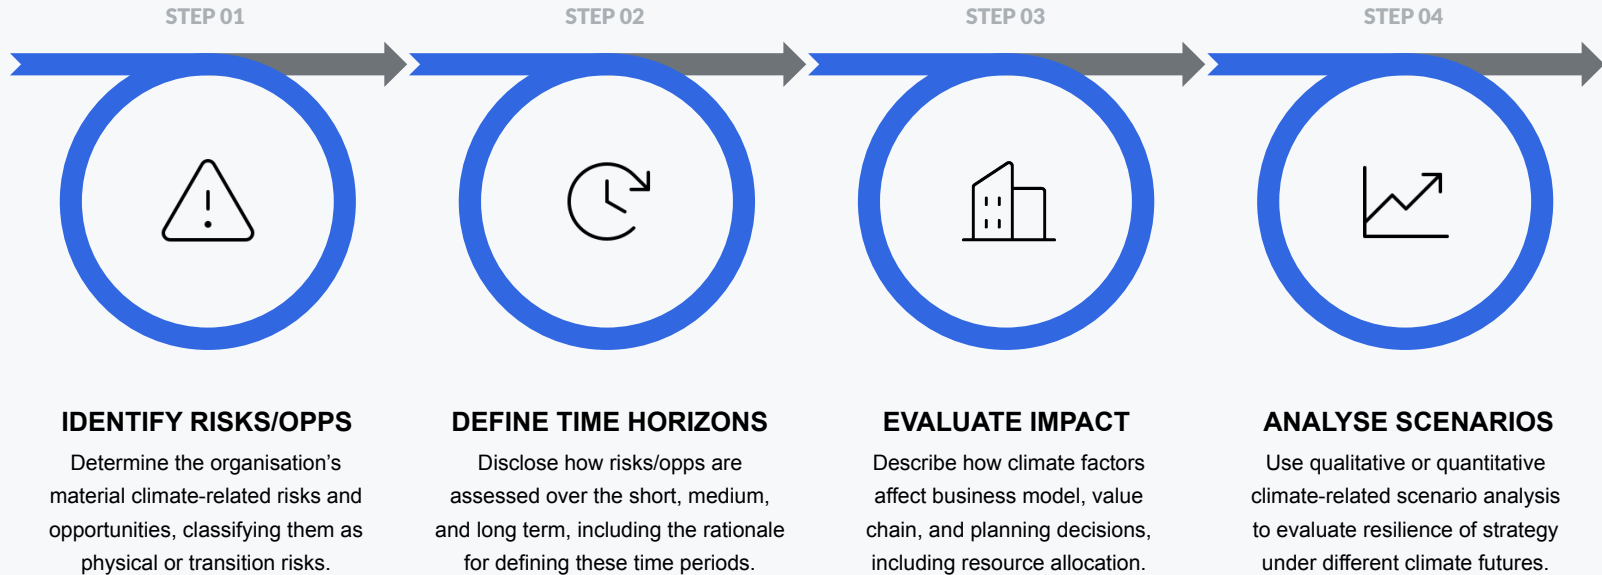 STEP 01
STEP 02
STEP 03
STEP 04
IDENTIFY RISKS/OPPS
Determine the organisation's
material climate-related risks and
opportunities, classifying them as
physical or transition risks.
DEFINE TIME HORIZONS
Disclose how risks/opps are
assessed over the short, medium,
and long term, including the rationale
for defining these time periods.
EVALUATE IMPACT
Describe how climate factors
affect business model, value
chain, and planning decisions,
including resource allocation.
ANALYSE SCENARIOS
Use qualitative or quantitative
climate-related scenario analysis
to evaluate resilience of strategy
under different climate futures.